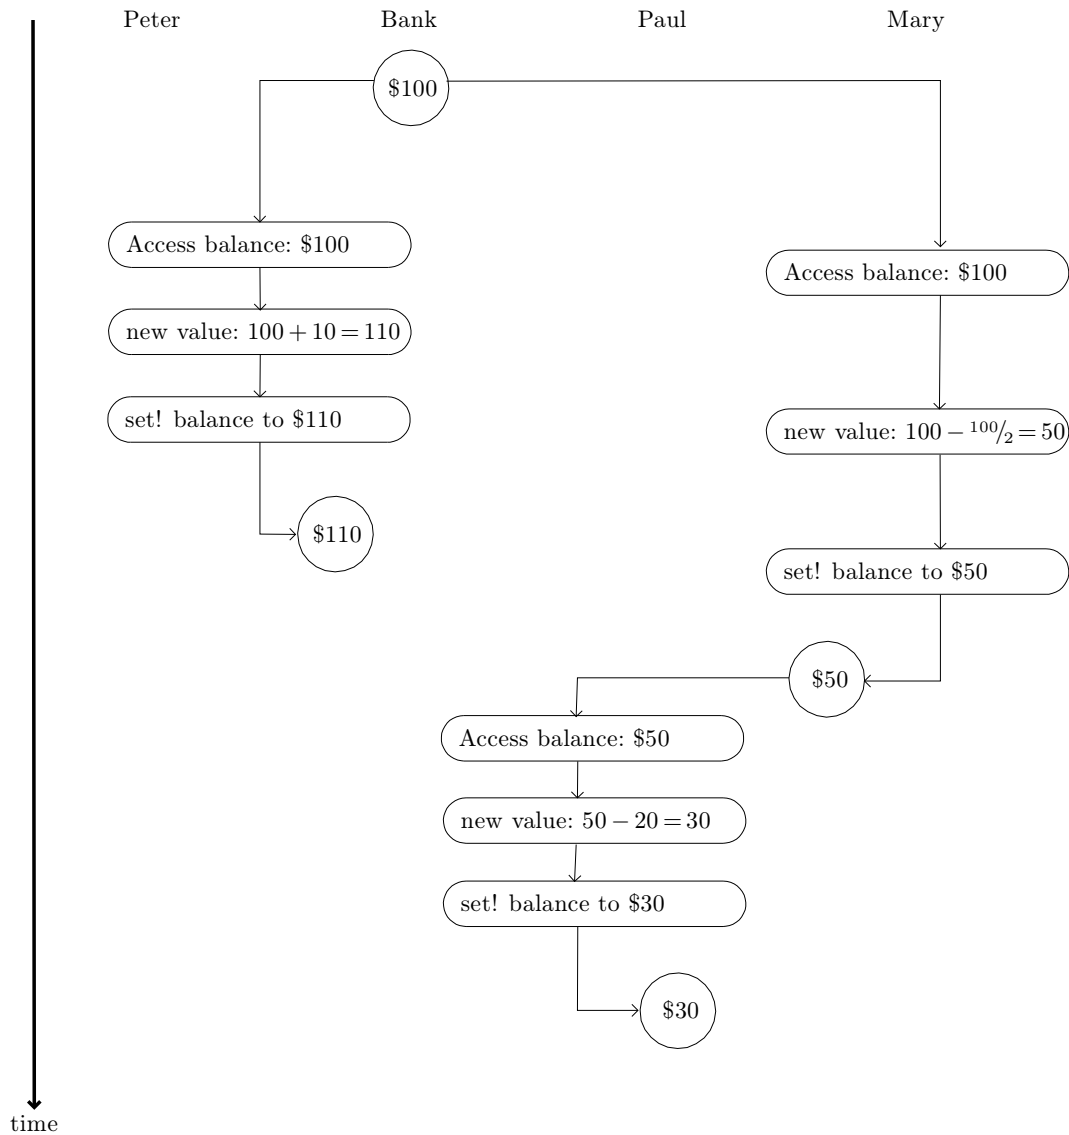 Peter Bank Paul Mary
$100
Access balance: $100
Access balance: $100
new value: 100 + 10 = 110
set! balance to $110
new value: 100 − 100/2 = 50
$110
set! balance to $50
$50
Access balance: $50
new value: 50 − 20 = 30
set! balance to $30
$30
time